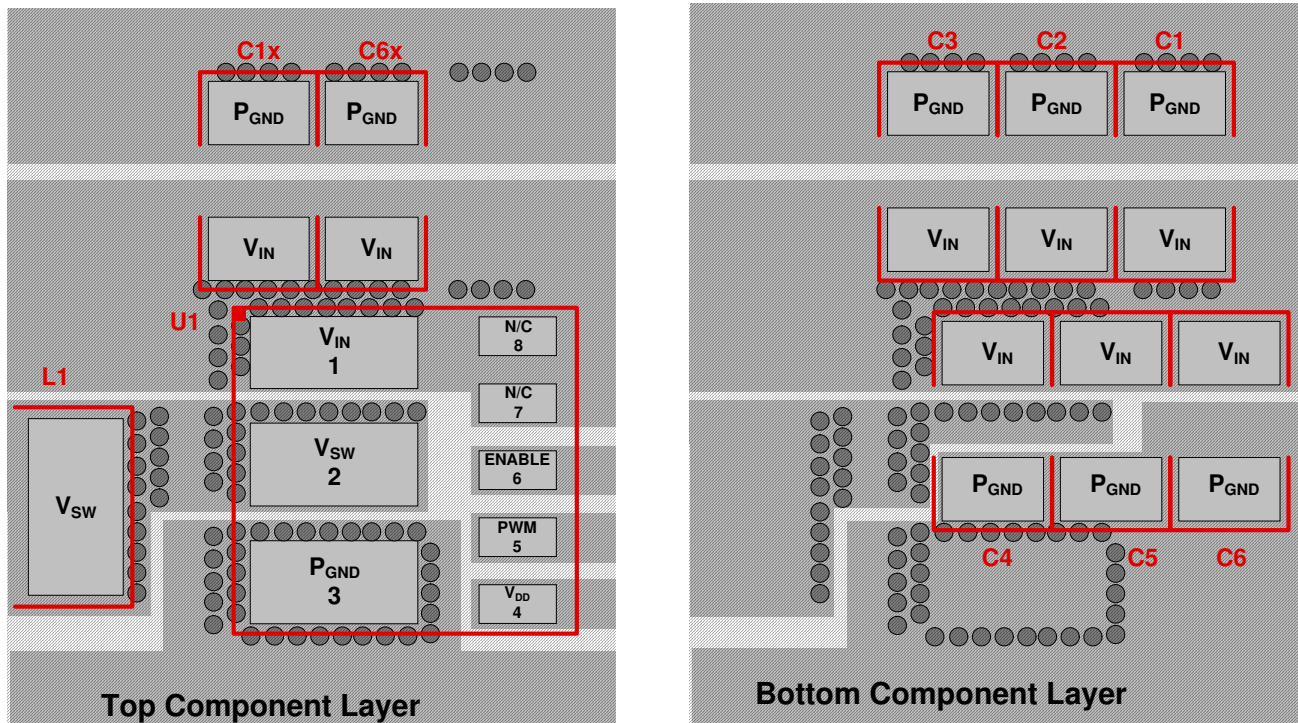 C1x C6x
PGND PGND
VIN VIN
U1
VIN
1
N/C
8
L1
N/C
7
VSW
2
ENABLE
6
VSW
PWM
5
PGND
3
VDD
4
Top Component Layer
C3 C2 C1
PGND PGND PGND
VIN VIN VIN
VIN VIN VIN
PGND PGND PGND
C4 C5 C6
Bottom Component Layer